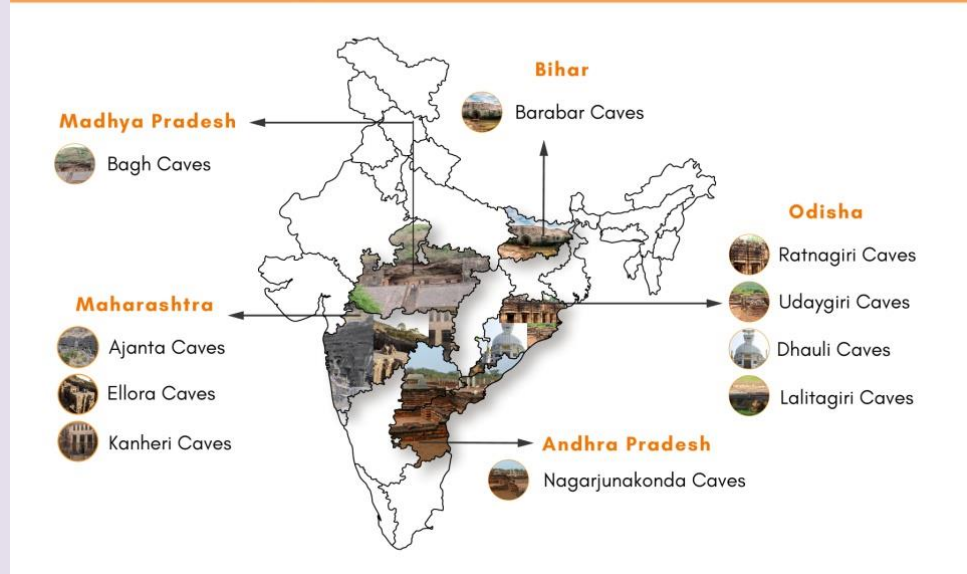 Bihar
Barabar Caves
Madhya Pradesh
Bagh Caves
Odisha
Ratnagiri Caves
Udaygiri Caves
Dhauli Caves
Lalitagiri Caves
Maharashtra
Ajanta Caves
Ellora Caves
Kanheri Caves
Andhra Pradesh
Nagarjunakonda Caves